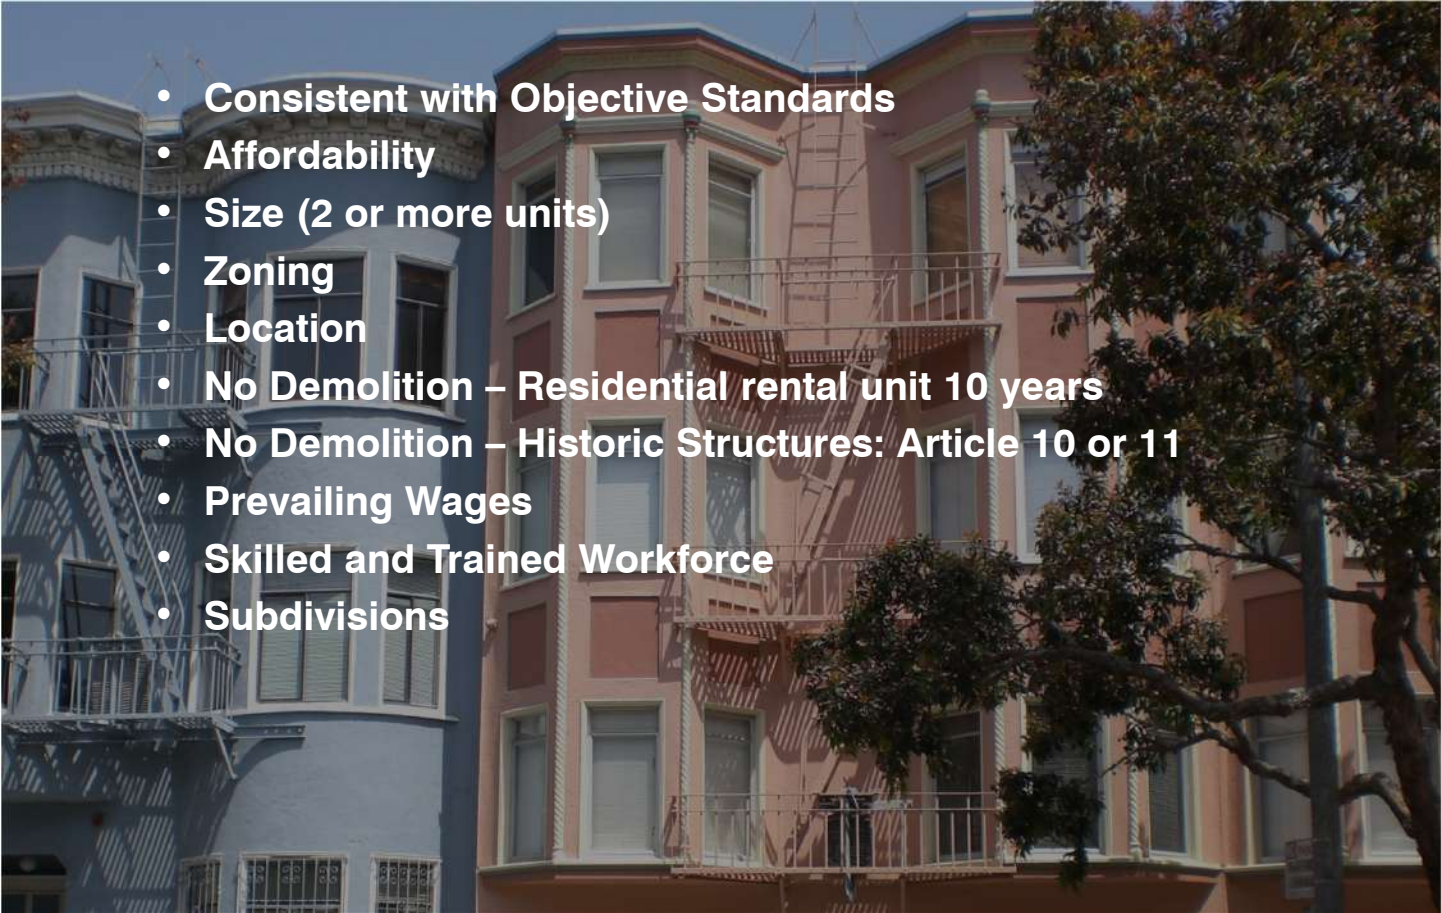 • Consistent with Objective Standards
• Affordability
• Size (2 or more units)
• Zoning
• Location
• No Demolition – Residential rental unit 10 years
• No Demolition – Historic Structures: Article 10 or 11
• Prevailing Wages
• Skilled and Trained Workforce
• Subdivisions